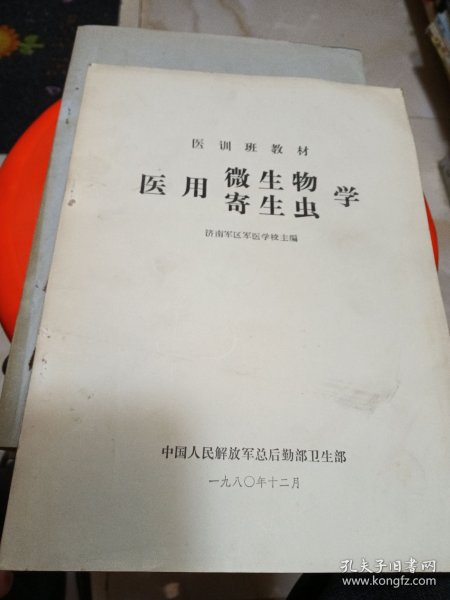 医训班教材
医用微生物寄生虫学
济南军区军医学校主编
中国人民解放军总后勤部卫生部
一九八〇年十二月
孔夫子旧书网
www.kongfz.com